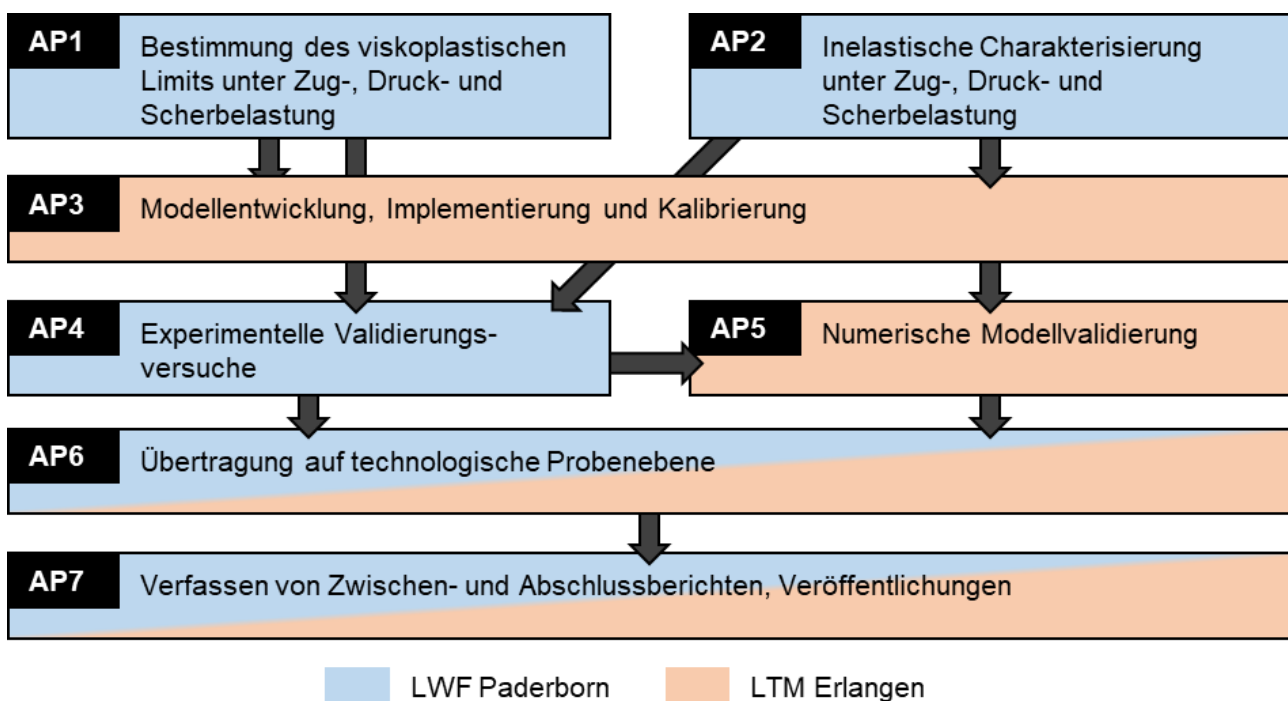 AP1
Bestimmung des viskoplastischen
Limits unter Zug-, Druck- und
Scherbelastung
AP2
Inelastische Charakterisierung
unter Zug-, Druck- und
Scherbelastung
AP3
Modellentwicklung, Implementierung und Kalibrierung
AP4
Experimentelle Validierungs-
versuche
AP5
Numerische Modellvalidierung
AP6
Übertragung auf technologische Probenebene
AP7
Verfassen von Zwischen- und Abschlussberichten, Veröffentlichungen
LWF Paderborn
LTM Erlangen